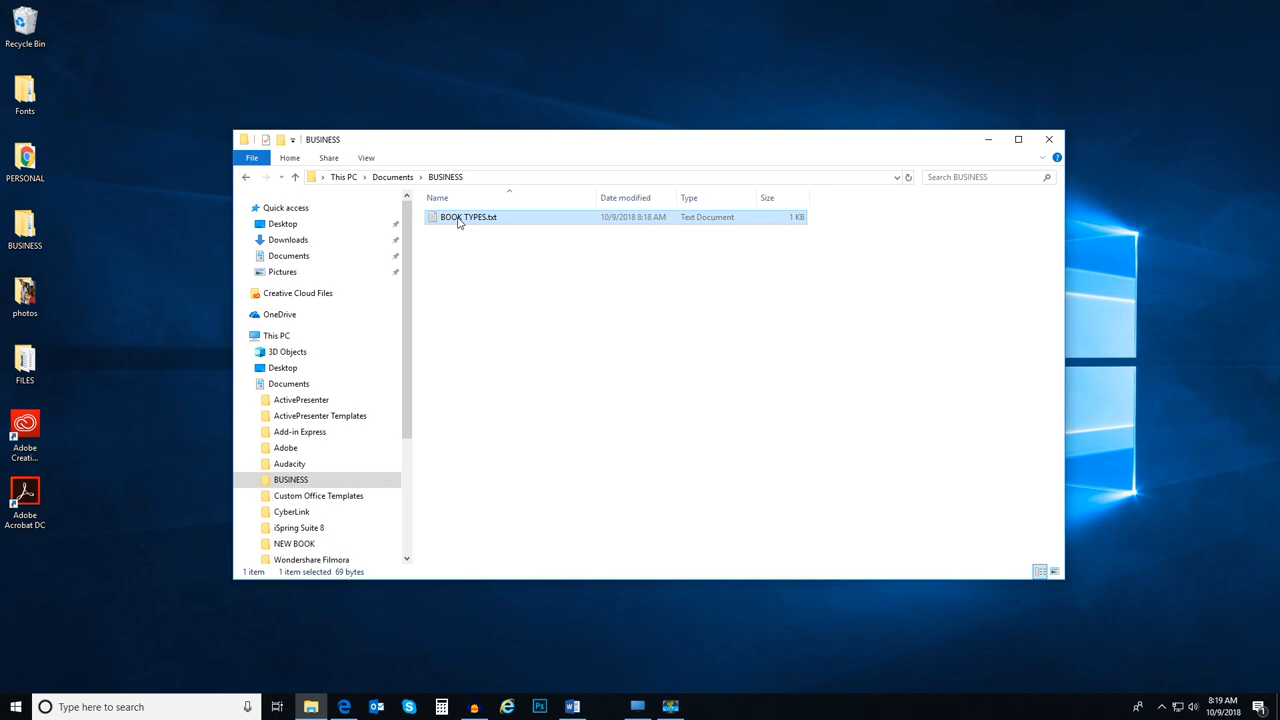 Recycle Bin
Fonts
PERSONAL
BUSINESS
photos
FILES
Adobe
Creati...
Adobe
Acrobat DC
BUSINESS
File Home Share View
This PC Documents BUSINESS
Search BUSINESS
Name Date modified Type Size
BOOK TYPES.txt 10/9/2018 8:18 AM Text Document 1 KB
Quick access
Desktop
Downloads
Documents
Pictures
Creative Cloud Files
OneDrive
This PC
3D Objects
Desktop
Documents
ActivePresenter
ActivePresenter Templates
Add-in Express
Adobe
Audacity
BUSINESS
Custom Office Templates
CyberLink
iSpring Suite 8
NEW BOOK
Wondershare Filmora
1 item 1 item selected 69 bytes
Type here to search
Ps
8:19 AM
10/9/2018